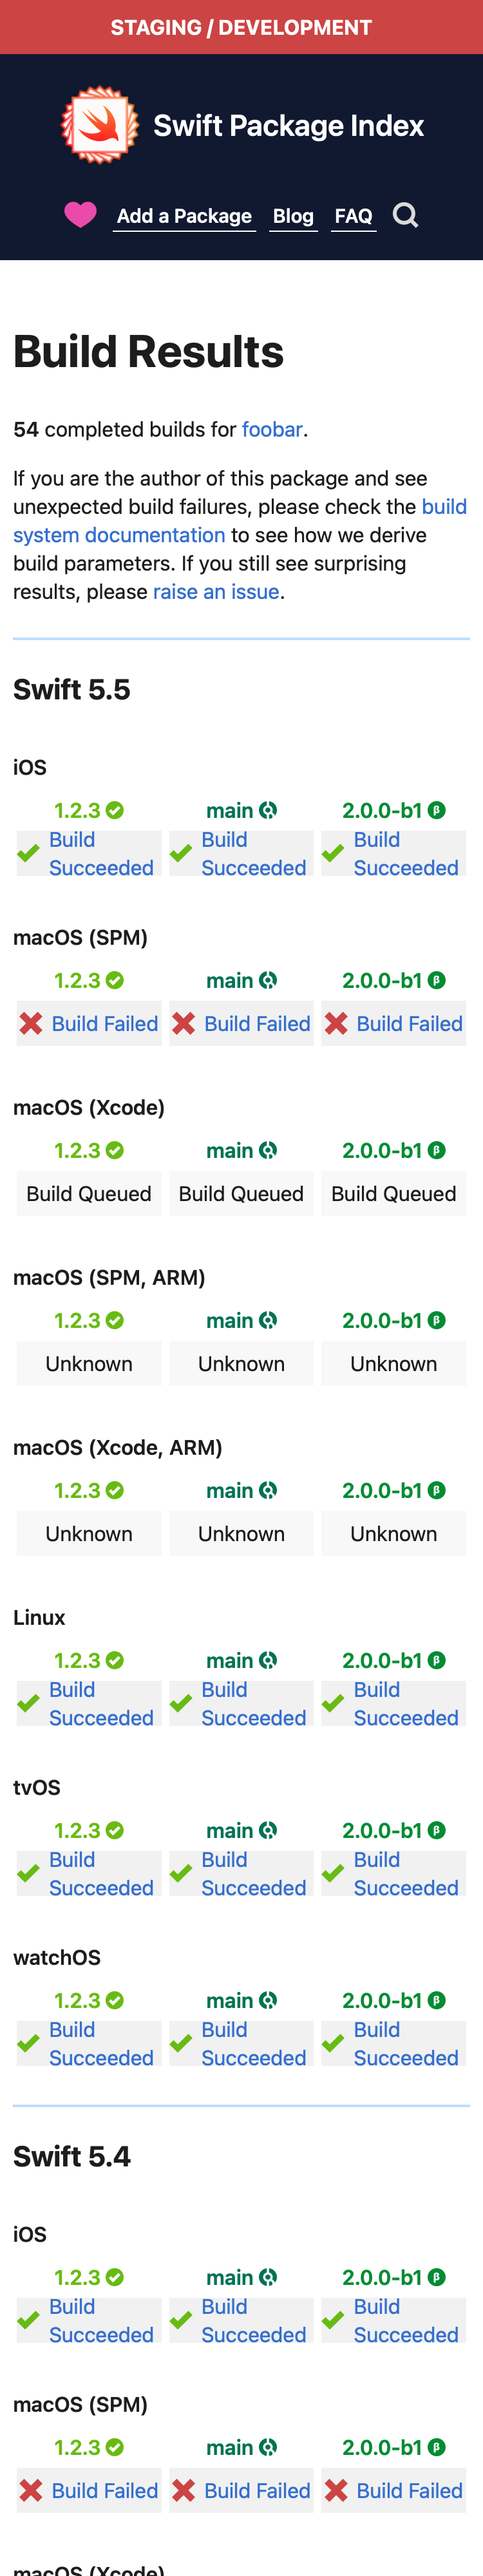 STAGING / DEVELOPMENT
Swift Package Index
Add a Package Blog FAQ
Build Results
54 completed builds for foobar.
If you are the author of this package and see
unexpected build failures, please check the build
system documentation to see how we derive
build parameters. If you still see surprising
results, please raise an issue.
Swift 5.5
iOS
1.2.3 main 2.0.0-b1 β
Build Build Build
Succeeded Succeeded Succeeded
macOS (SPM)
1.2.3 main 2.0.0-b1 β
Build Failed Build Failed Build Failed
macOS (Xcode)
1.2.3 main 2.0.0-b1 β
Build Queued Build Queued Build Queued
macOS (SPM, ARM)
1.2.3 main 2.0.0-b1 β
Unknown Unknown Unknown
macOS (Xcode, ARM)
1.2.3 main 2.0.0-b1 β
Unknown Unknown Unknown
Linux
1.2.3 main 2.0.0-b1 β
Build Build Build
Succeeded Succeeded Succeeded
tvOS
1.2.3 main 2.0.0-b1 β
Build Build Build
Succeeded Succeeded Succeeded
watchOS
1.2.3 main 2.0.0-b1 β
Build Build Build
Succeeded Succeeded Succeeded
Swift 5.4
iOS
1.2.3 main 2.0.0-b1 β
Build Build Build
Succeeded Succeeded Succeeded
macOS (SPM)
1.2.3 main 2.0.0-b1 β
Build Failed Build Failed Build Failed
macOS (Xcode)